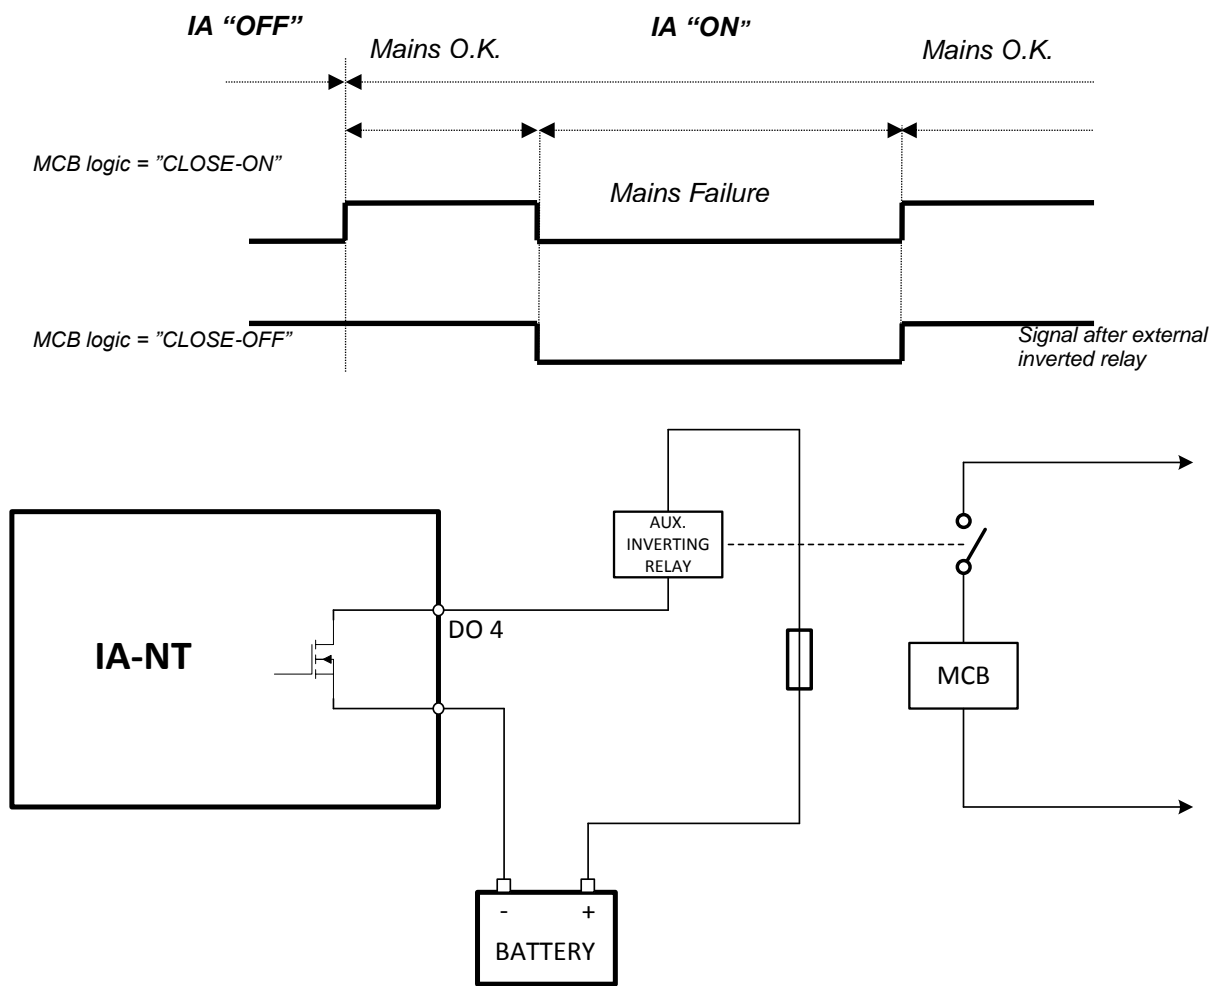 IA “OFF”
IA “ON”
Mains O.K.
Mains O.K.
MCB logic = ”CLOSE-ON”
Mains Failure
MCB logic = ”CLOSE-OFF”
Signal after external
inverted relay
AUX.
INVERTING
RELAY
DO 4
IA-NT
MCB
- +
BATTERY